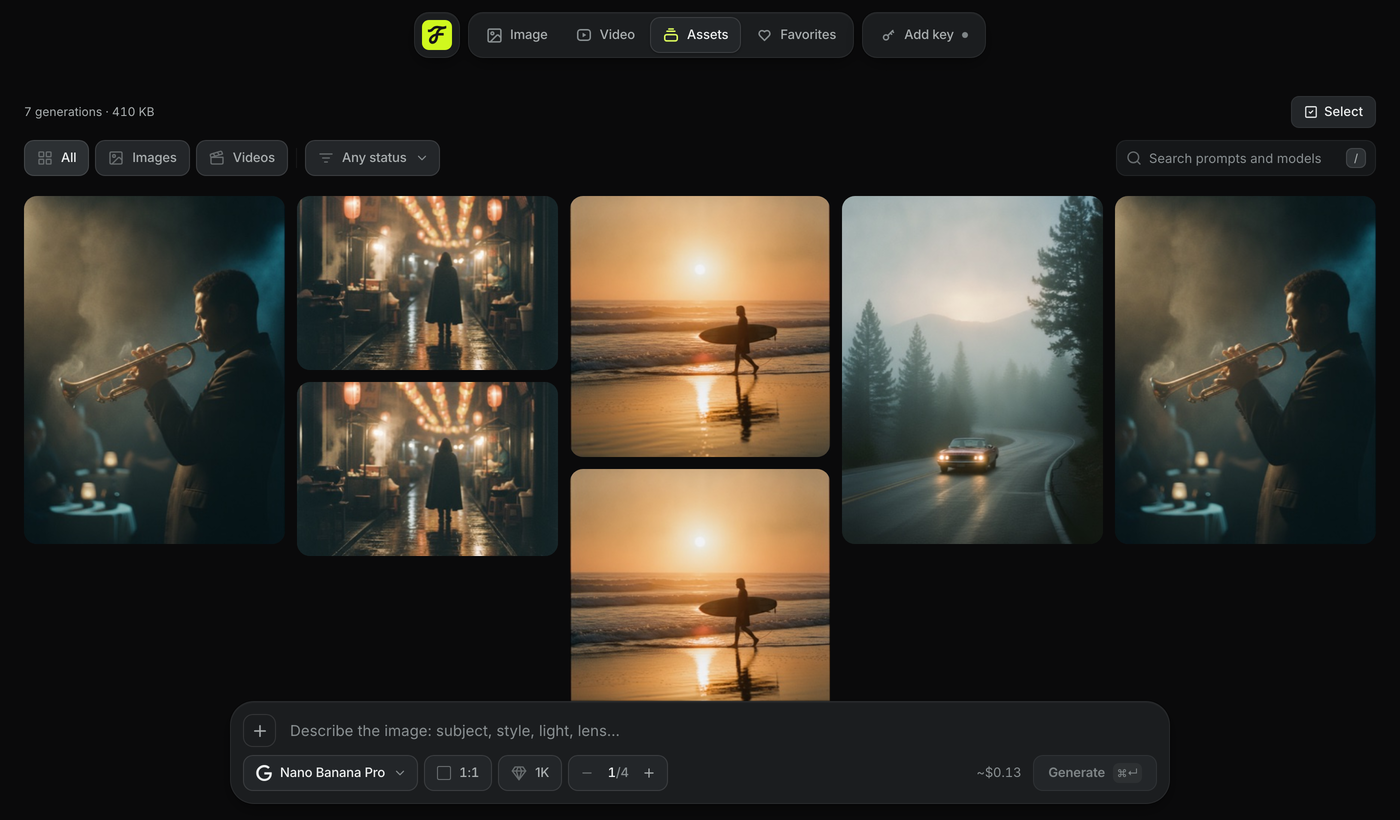 Image
Video
Assets
Favorites
Add key
7 generations · 410 KB
Select
All
Images
Videos
Any status
Search prompts and models
/
Describe the image: subject, style, light, lens...
Nano Banana Pro
1:1
1K
1/4
~$0.13
Generate ⌘↵